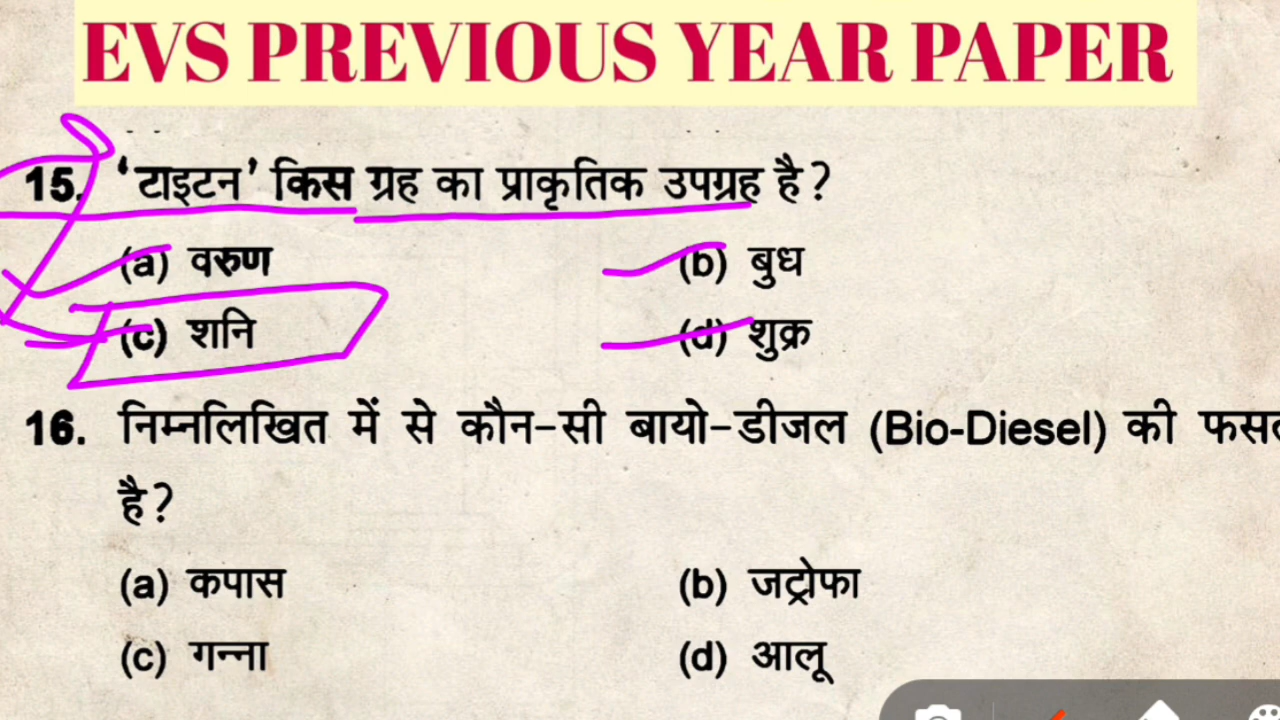 EVS PREVIOUS YEAR PAPER
15. ‘टाइटन’ किस ग्रह का प्राकृतिक उपग्रह है?
(a) वरुण (b) बुध
(c) शनि (d) शुक्र
16. निम्नलिखित में से कौन-सी बायो-डीजल (Bio-Diesel) की
है?
(a) कपास (b) जट्रोफा
(c) गन्ना (d) आलू